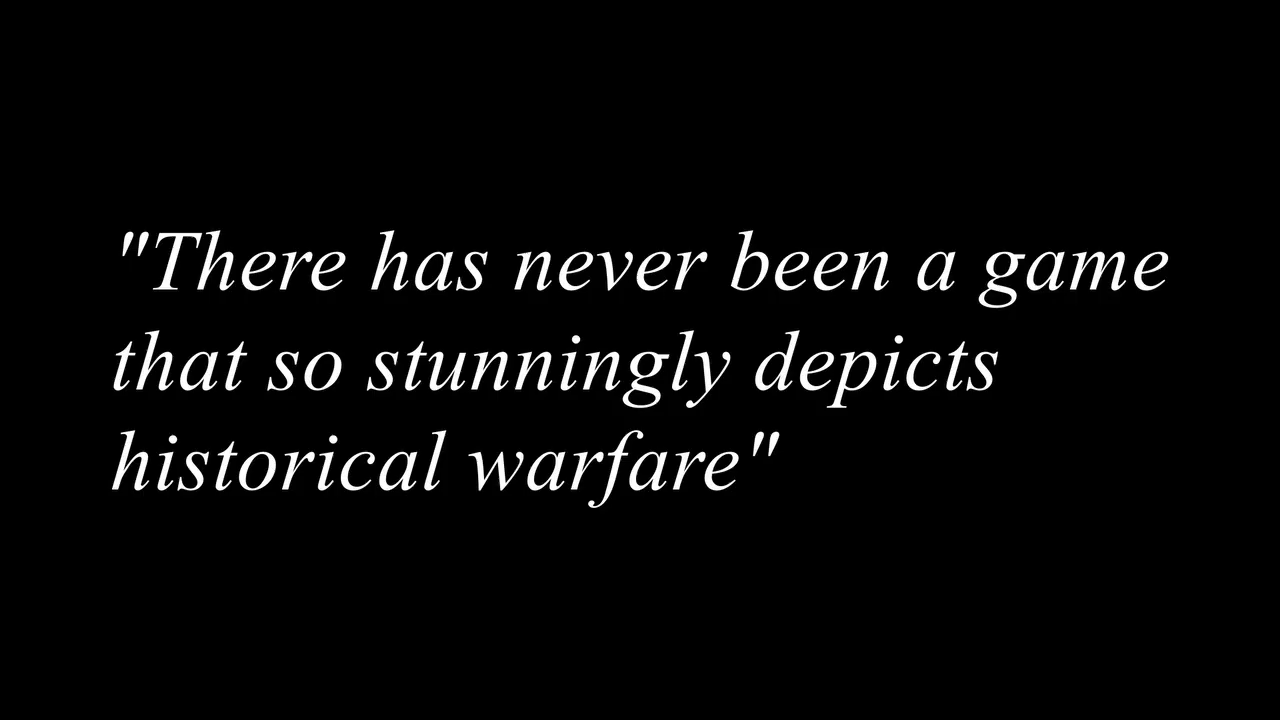 "There has never been a game
that so stunningly depicts
historical warfare"